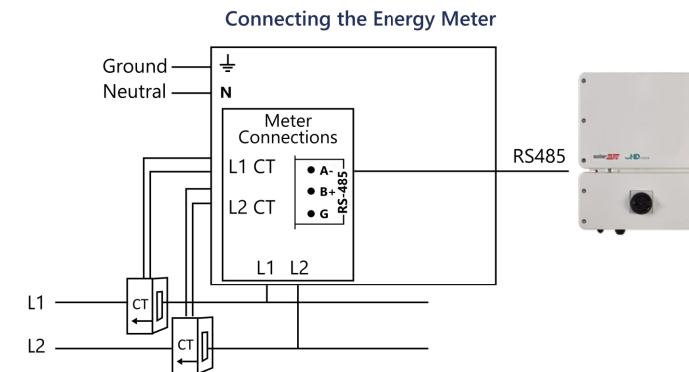 Connecting the Energy Meter
Ground
Neutral
N
Meter
Connections
L1 CT
L2 CT
A-
B+
G
RS-485
L1 L2
RS485
solaredge
L1
CT
L2
CT